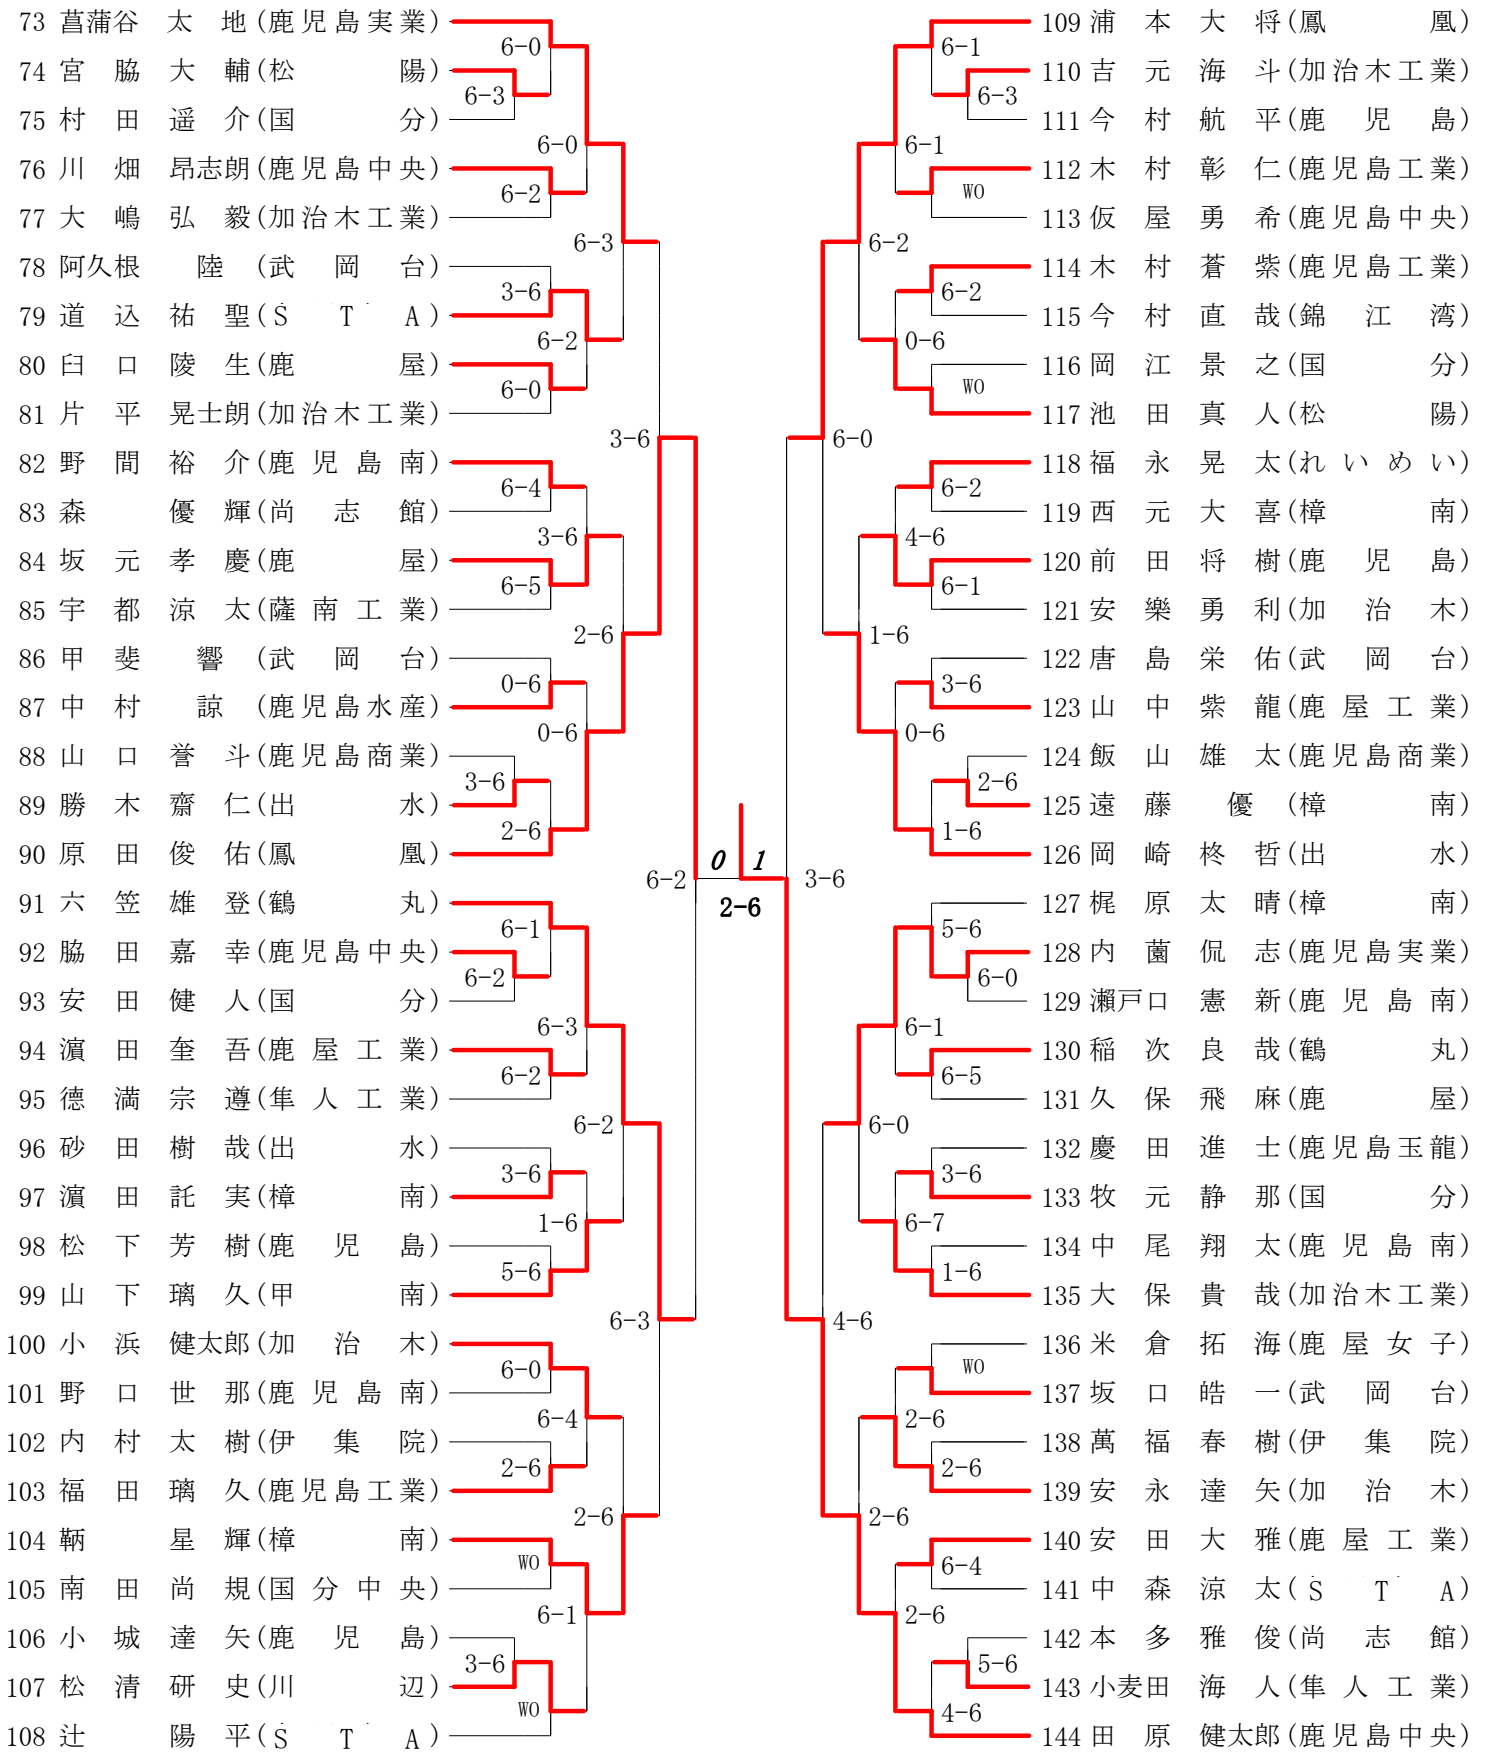 73 菖蒲谷 太 地(鹿児島実業)
74 宮 脇 大 輔(松 陽)
75 村 田 遥 介(国 分)
76 川 畑 昂志朗(鹿児島中央)
77 大 嶋 弘 毅(加治木工業)
78 阿久根 陸 (武 岡 台)
79 道 込 祐 聖(S T A)
80 臼 口 陵 生(鹿 屋)
81 片 平 晃士朗(加治木工業)
82 野 間 裕 介(鹿 児 島 南)
83 森 優 輝(尚 志 館)
84 坂 元 孝 慶(鹿 屋)
85 宇 都 涼 太(薩 南 工 業)
86 甲 斐 響 (武 岡 台)
87 中 村 諒 (鹿児島水産)
88 山 口 誉 斗(鹿児島商業)
89 勝 木 齋 仁(出 水)
90 原 田 俊 佑(鳳 凰)
91 六 笠 雄 登(鶴 丸)
92 脇 田 嘉 幸(鹿児島中央)
93 安 田 健 人(国 分)
94 濵 田 奎 吾(鹿 屋 工 業)
95 德 満 宗 遵(隼 人 工 業)
96 砂 田 樹 哉(出 水)
97 濵 田 託 実(樟 南)
98 松 下 芳 樹(鹿 児 島)
99 山 下 璃 久(甲 南)
100 小 浜 健太郎(加 治 木)
101 野 口 世 那(鹿 児 島 南)
102 内 村 太 樹(伊 集 院)
103 福 田 璃 久(鹿児島工業)
104 鞆 星 輝(樟 南)
105 南 田 尚 規(国 分 中 央)
106 小 城 達 矢(鹿 児 島)
107 松 清 研 史(川 辺)
108 辻 陽 平(S T A)
6-0
6-3
6-0
6-2
6-3
3-6
6-2
6-0
3-6
6-4
3-6
6-5
2-6
0-6
0-6
3-6
2-6
6-2
6-1
6-2
6-3
6-2
6-2
3-6
1-6
5-6
6-3
6-0
6-4
2-6
2-6
WO
6-1
3-6
WO
0 1
2-6
109 浦 本 大 将(鳳 凰)
110 吉 元 海 斗(加治木工業)
111 今 村 航 平(鹿 児 島)
112 木 村 彰 仁(鹿児島工業)
113 仮 屋 勇 希(鹿児島中央)
114 木 村 蒼 紫(鹿児島工業)
115 今 村 直 哉(錦 江 湾)
116 岡 江 景 之(国 分)
117 池 田 真 人(松 陽)
118 福 永 晃 太(れ い め い)
119 西 元 大 喜(樟 南)
120 前 田 将 樹(鹿 児 島)
121 安 樂 勇 利(加 治 木)
122 唐 島 栄 佑(武 岡 台)
123 山 中 紫 龍(鹿 屋 工 業)
124 飯 山 雄 太(鹿児島商業)
125 遠 藤 優 (樟 南)
126 岡 崎 柊 哲(出 水)
127 梶 原 太 晴(樟 南)
128 内 薗 侃 志(鹿児島実業)
129 瀬戸口 憲 新(鹿 児 島 南)
130 稲 次 良 哉(鶴 丸)
131 久 保 飛 麻(鹿 屋)
132 慶 田 進 士(鹿児島玉龍)
133 牧 元 静 那(国 分)
134 中 尾 翔 太(鹿 児 島 南)
135 大 保 貴 哉(加治木工業)
136 米 倉 拓 海(鹿 屋 女 子)
137 坂 口 皓 一(武 岡 台)
138 萬 福 春 樹(伊 集 院)
139 安 永 達 矢(加 治 木)
140 安 田 大 雅(鹿 屋 工 業)
141 中 森 涼 太(S T A)
142 本 多 雅 俊(尚 志 館)
143 小麦田 海 人(隼 人 工 業)
144 田 原 健太郎(鹿児島中央)
6-1
6-3
6-1
WO
6-2
6-2
0-6
WO
6-0
6-2
4-6
6-1
1-6
3-6
0-6
2-6
1-6
3-6
5-6
6-0
6-1
6-5
6-0
3-6
6-7
1-6
4-6
WO
2-6
2-6
2-6
6-4
2-6
5-6
4-6